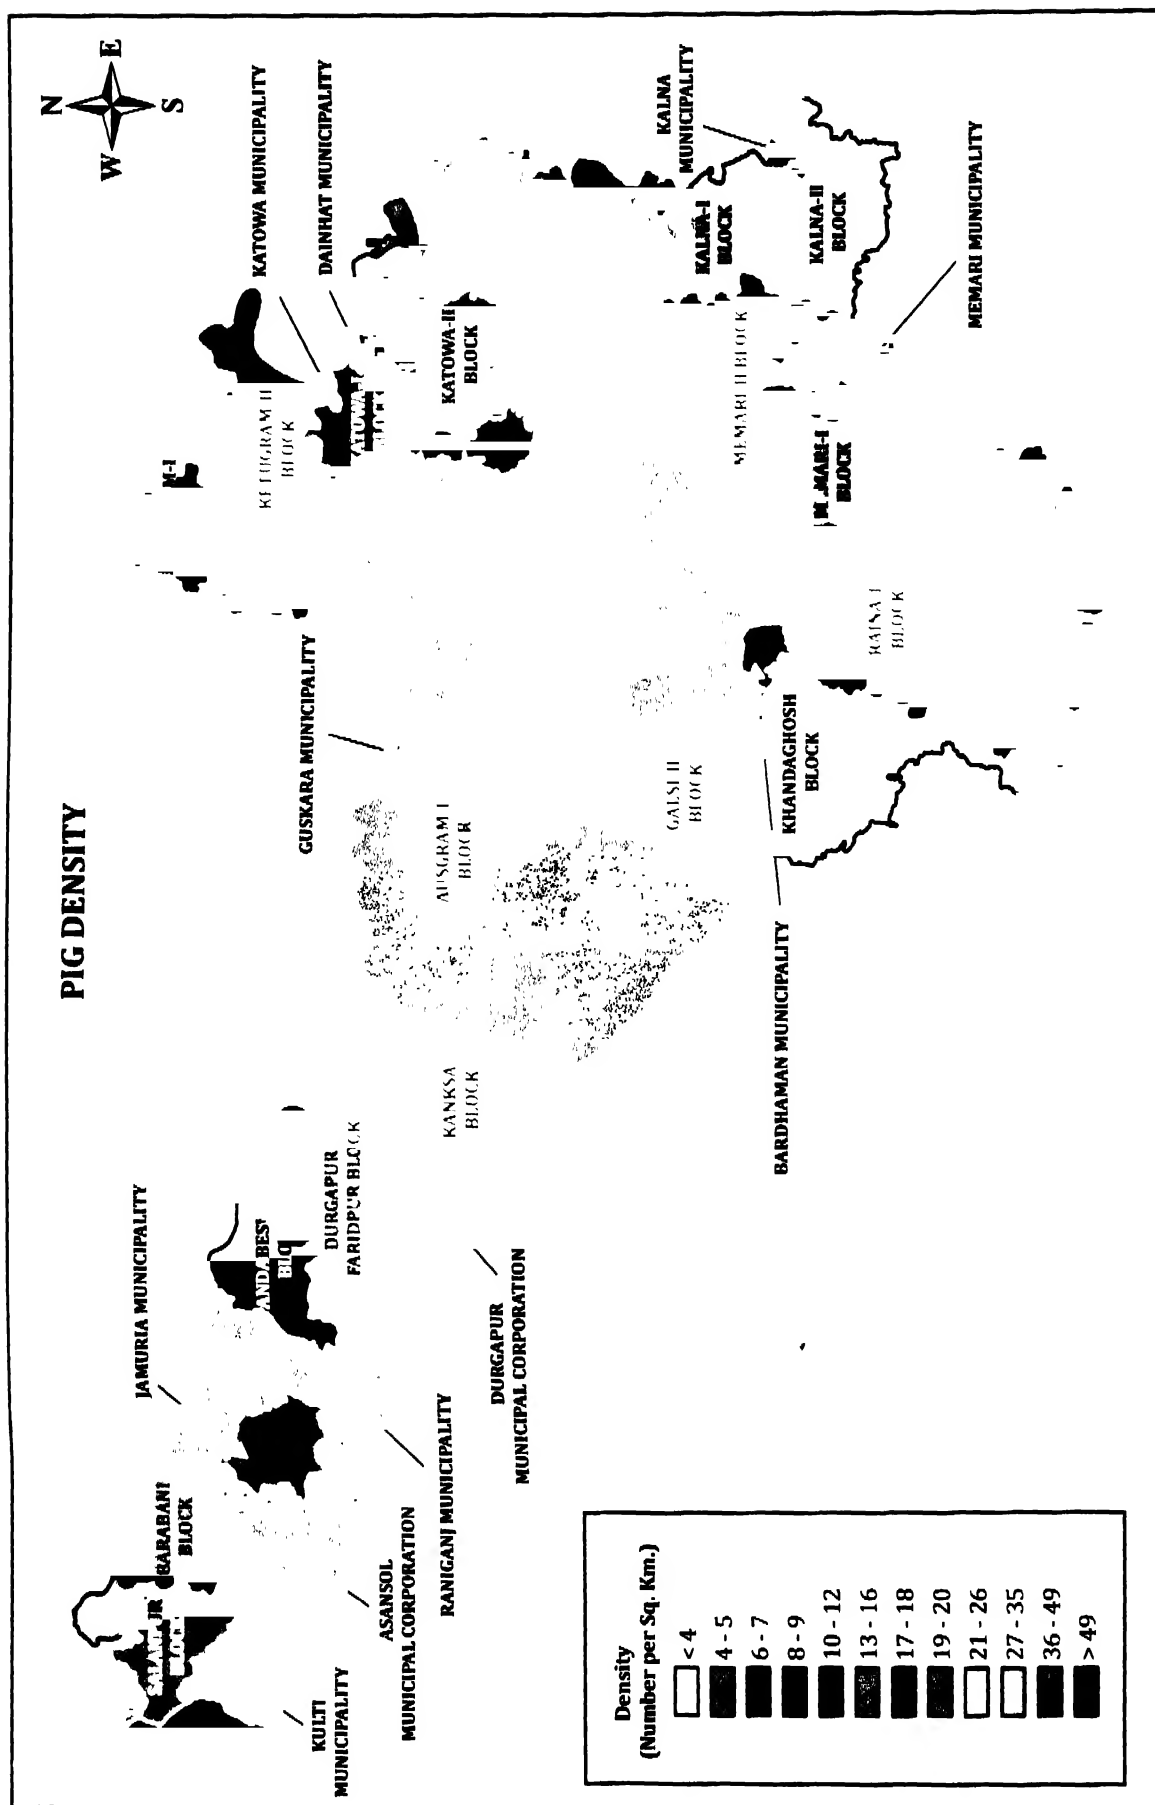 PIG DENSITY
N
W
E
S
KATOWA MUNICIPALITY
DAINHAT MUNICIPALITY
KALNA
MUNICIPALITY
KATOWA-II
BLOCK
KALNA-I
BLOCK
KALNA-II
BLOCK
MEMARI MUNICIPALITY
KETUGRAM II
BLOCK
M-I
MEMARI II BLOCK
MARI-I
BLOCK
GUSKARA MUNICIPALITY
RAINA I
BLOCK
AUSGRAM I
BLOCK
GALSI II
BLOCK
KHANDAGHOSH
BLOCK
BARDHAMAN MUNICIPALITY
KANKSA
BLOCK
JAMURIA MUNICIPALITY
DURGAPUR
FARIDPUR BLOCK
DURGAPUR
MUNICIPAL CORPORATION
BARABANI
BLOCK
RANIGANJ MUNICIPALITY
ASANSOL
MUNICIPAL CORPORATION
BLOCK
KULTI
MUNICIPALITY
Density
(Number per Sq. Km.)
< 4
4 - 5
6 - 7
8 - 9
10 - 12
13 - 16
17 - 18
19 - 20
21 - 26
27 - 35
36 - 49
> 49